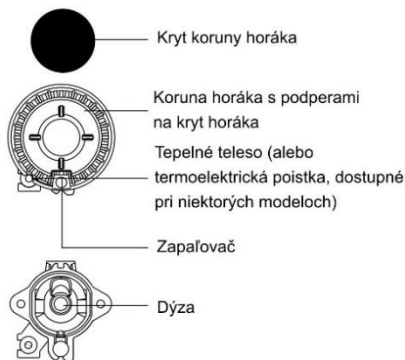 Kryt koruny horáka
Koruna horáka s podperami
na kryt horáka
Tepelné teleso (alebo
termoelektrická poistka, dostupné
pri niektorých modeloch)
Zapaľovač
Dýza